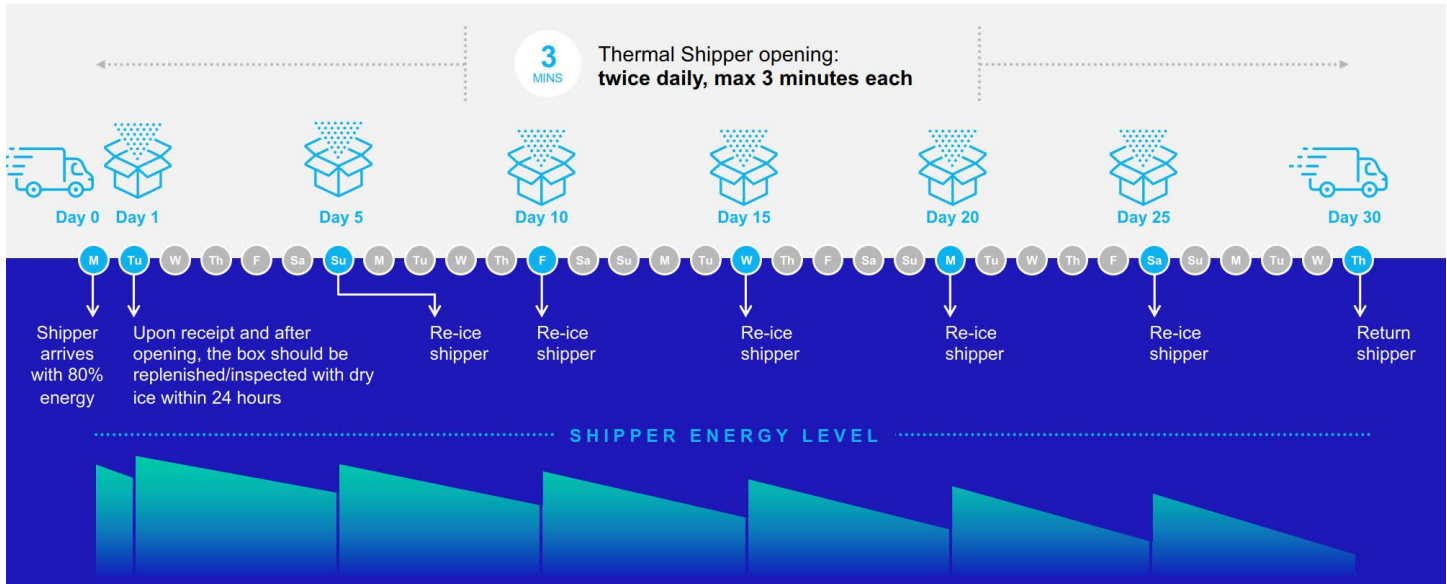 3
MINS
Thermal Shipper opening:
twice daily, max 3 minutes each
Day 0
Day 1
Day 5
Day 10
Day 15
Day 20
Day 25
Day 30
M Tu W Th F Sa Su M Tu W Th F Sa Su M Tu W Th F Sa Su M Tu W Th F Sa Su M Tu W Th
Shipper
arrives
with 80%
energy
Upon receipt and after
opening, the box should be
replenished/inspected with dry
ice within 24 hours
Re-ice
shipper
Re-ice
shipper
Re-ice
shipper
Re-ice
shipper
Re-ice
shipper
Return
shipper
SHIPPER ENERGY LEVEL